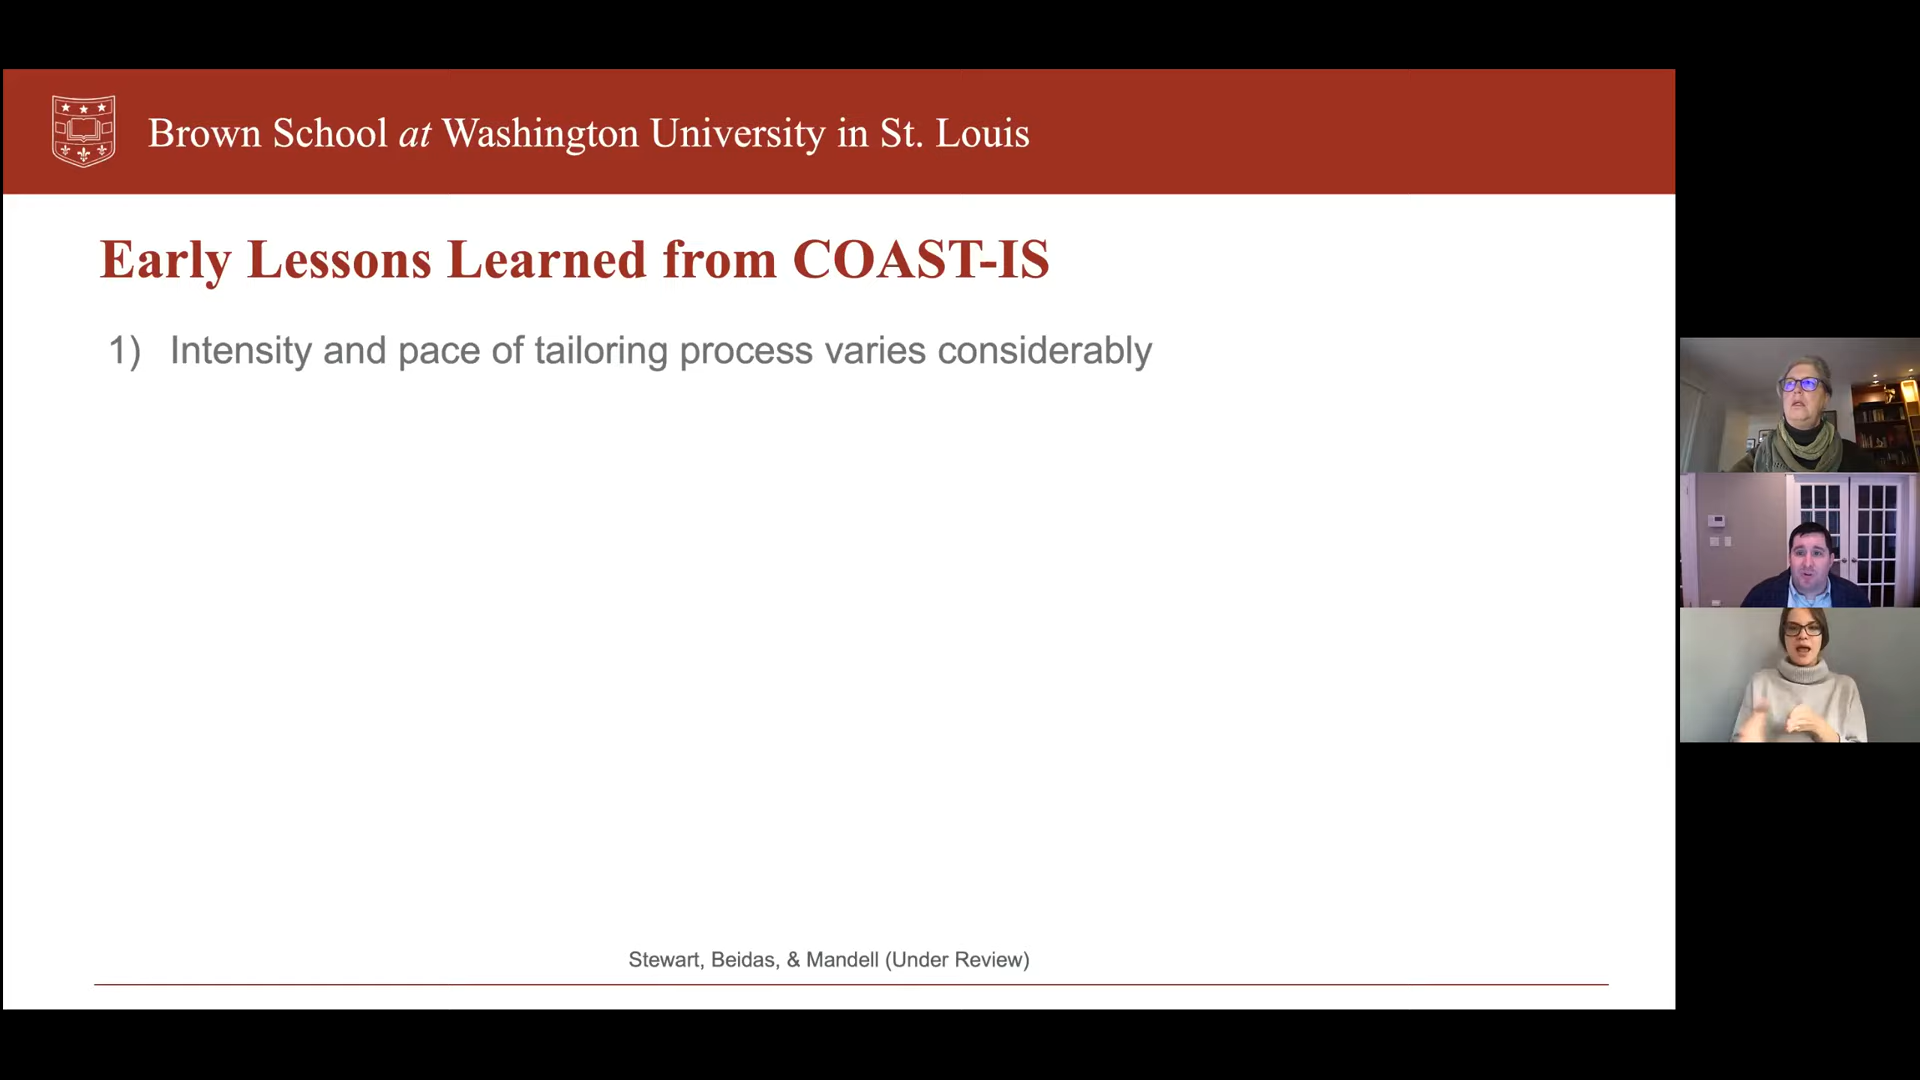 Brown School at Washington University in St. Louis
Early Lessons Learned from COAST-IS
1) Intensity and pace of tailoring process varies considerably
Stewart, Beidas, & Mandell (Under Review)